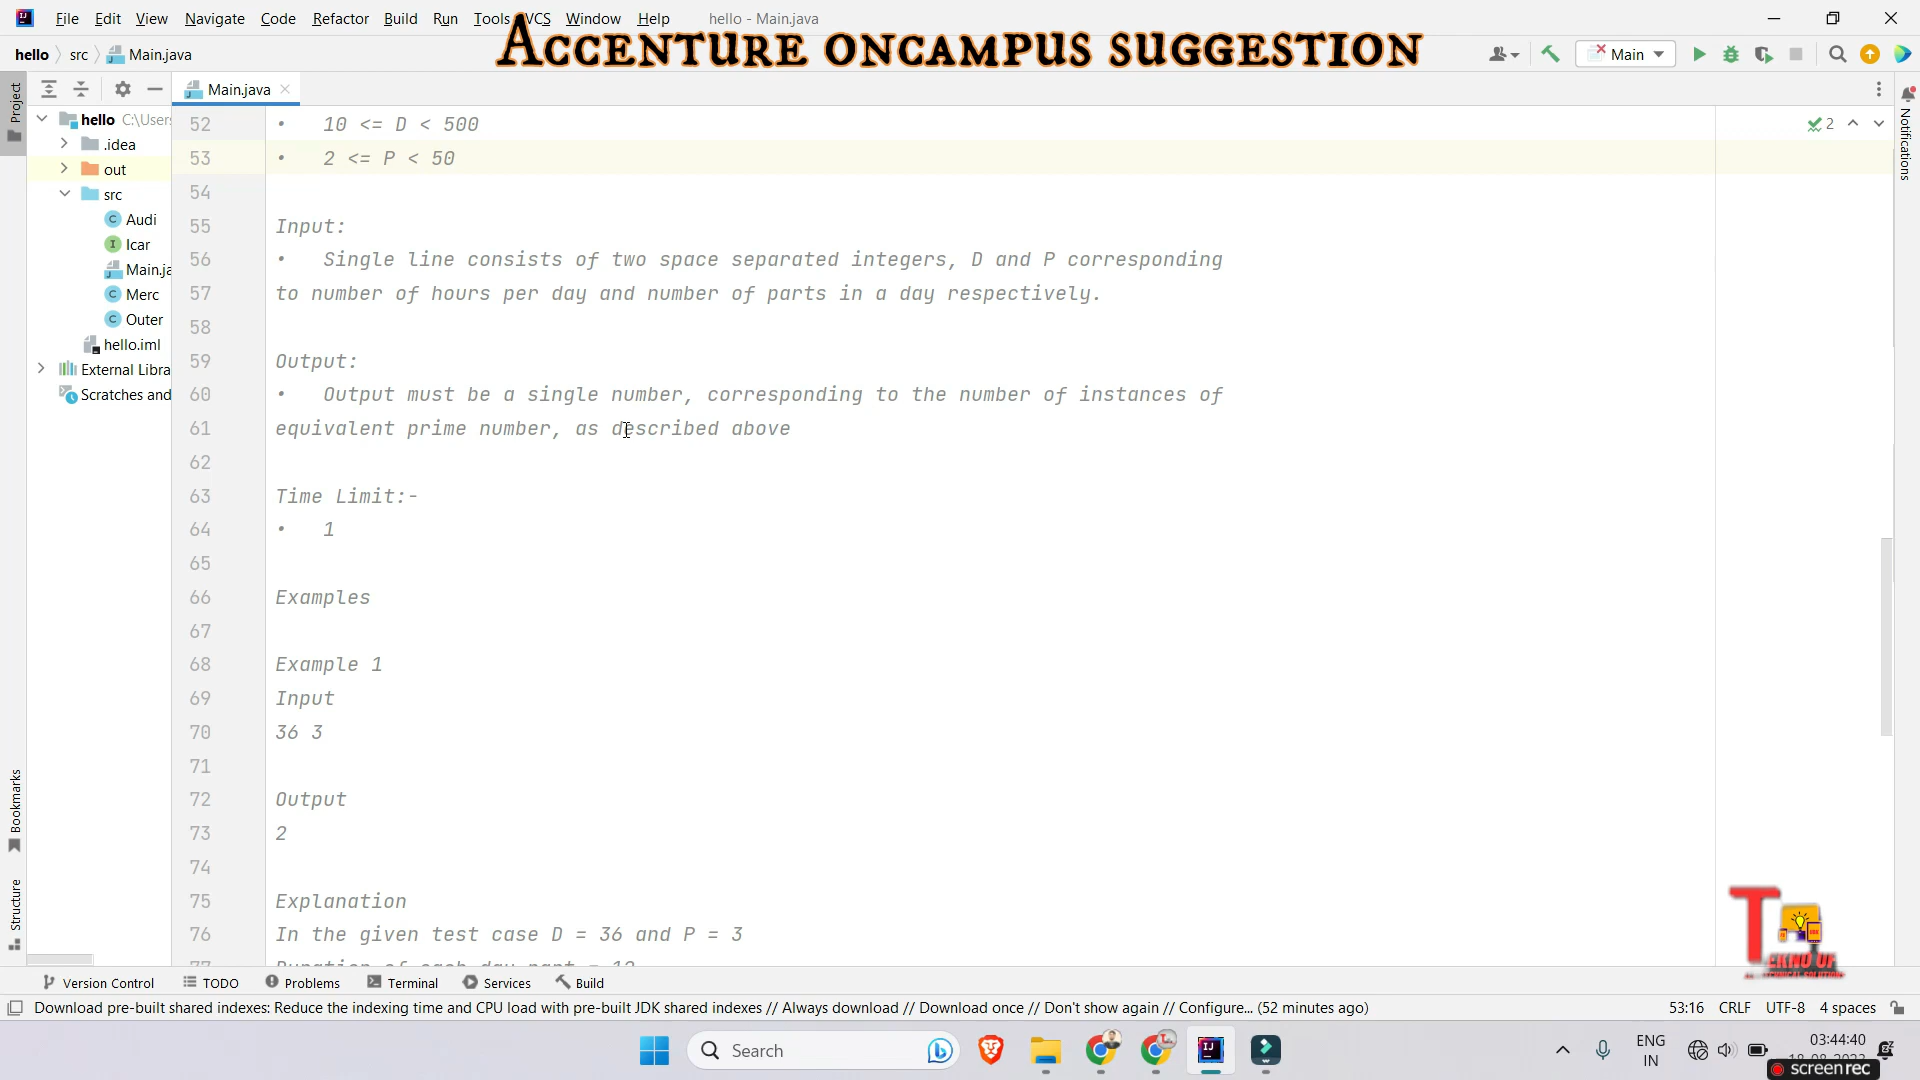 File Edit View Navigate Code Refactor Build Run Tools VCS Window Help hello - Main.java
ACCENTURE ONCAMPUS SUGGESTION
hello src Main.java
Main
Project
Main.java
Notifications
hello C:\User
.idea
out
src
Audi
Icar
Main.ja
Merc
Outer
hello.iml
External Libra
Scratches and
2
52 • 10 <= D < 500
53 • 2 <= P < 50
54
55 Input:
56 • Single line consists of two space separated integers, D and P corresponding
57 to number of hours per day and number of parts in a day respectively.
58
59 Output:
60 • Output must be a single number, corresponding to the number of instances of
61 equivalent prime number, as described above
62
63 Time Limit:-
64 • 1
65
66 Examples
67
68 Example 1
69 Input
70 36 3
71
72 Output
73 2
74
75 Explanation
76 In the given test case D = 36 and P = 3
Bookmarks
Structure
TEKNO UF
Version Control TODO Problems Terminal Services Build
Download pre-built shared indexes: Reduce the indexing time and CPU load with pre-built JDK shared indexes // Always download // Download once // Don't show again // Configure... (52 minutes ago)
53:16 CRLF UTF-8 4 spaces
Search
ENG
IN
03:44:40
screenrec